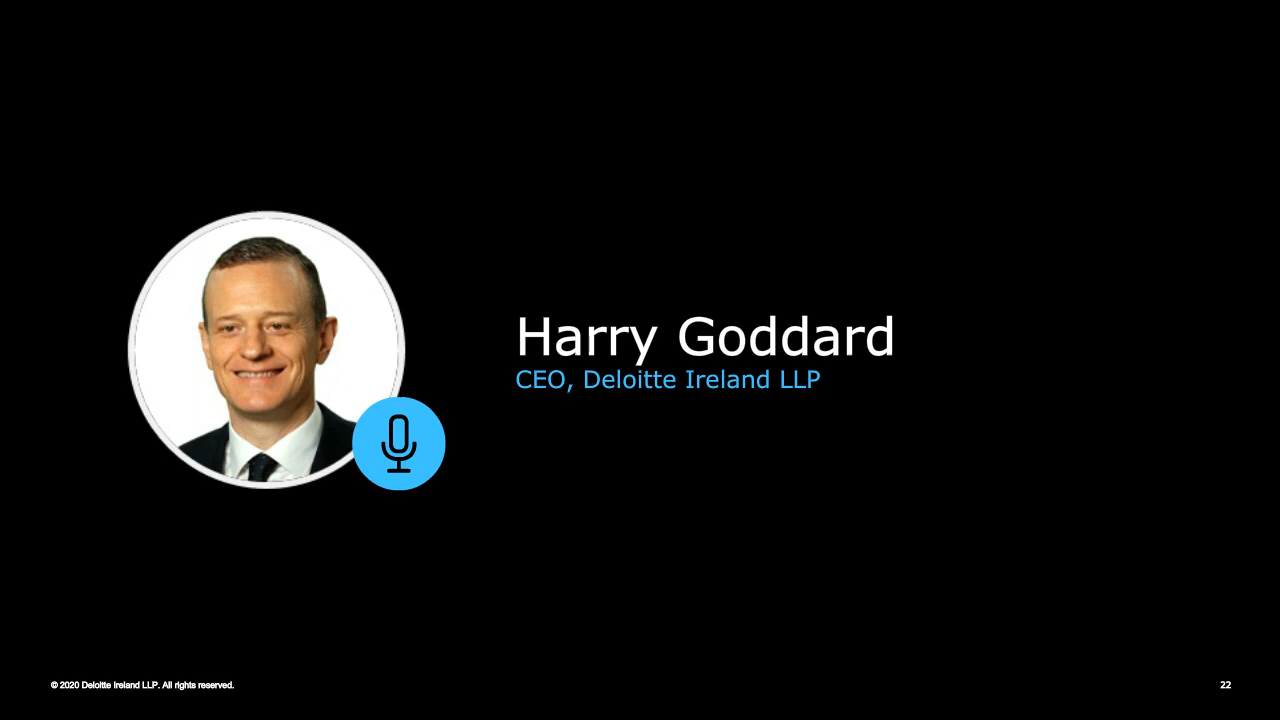 Harry Goddard
CEO, Deloitte Ireland LLP
© 2020 Deloitte Ireland LLP. All rights reserved.
22